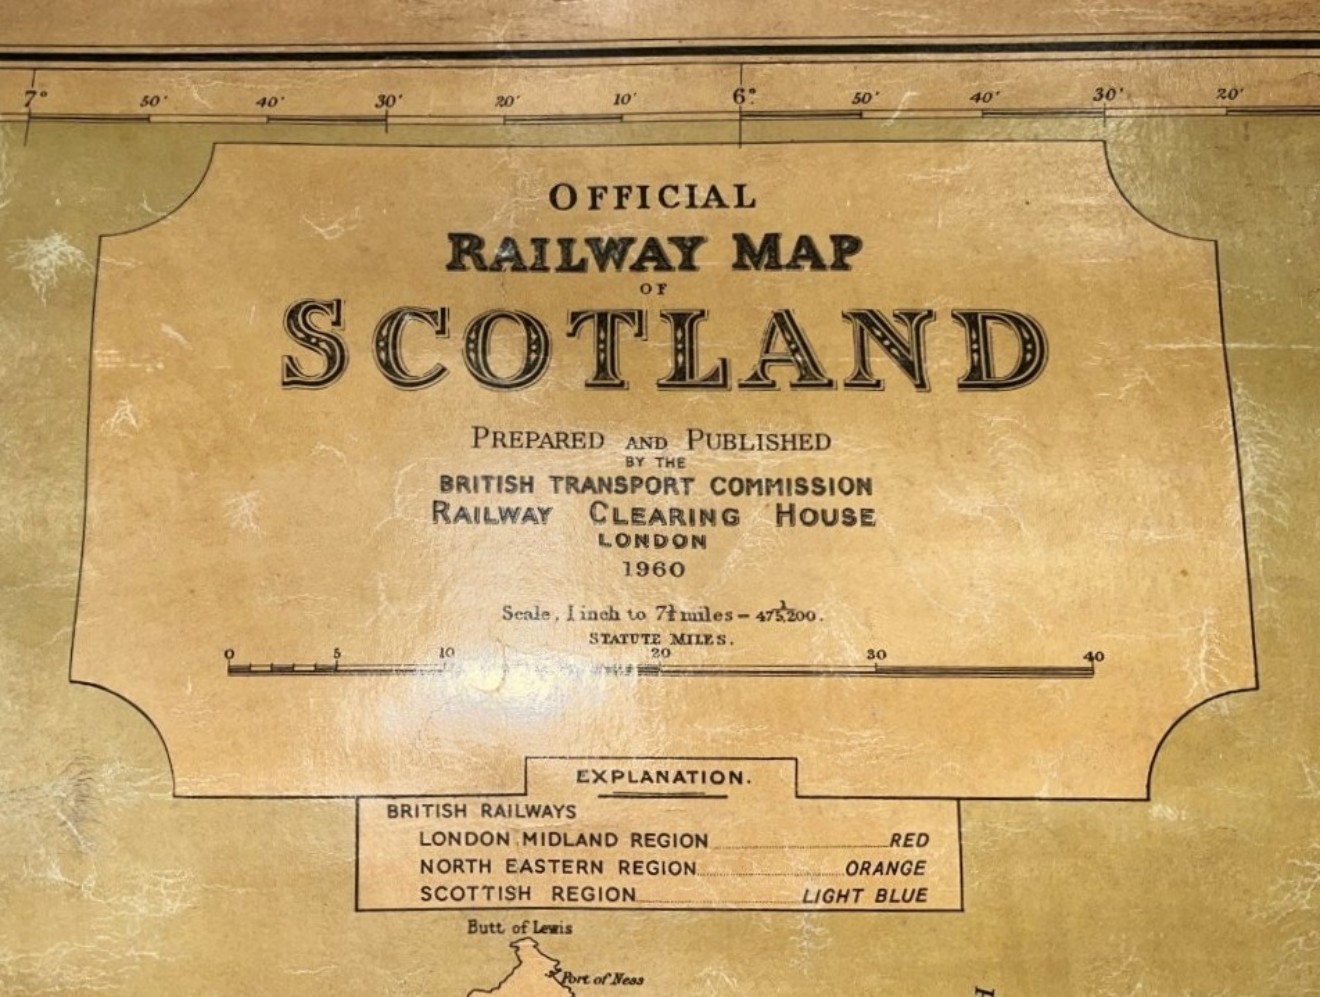 7° 50' 40' 30' 20' 10' 6° 50' 40' 30' 20'
OFFICIAL
RAILWAY MAP
OF
SCOTLAND
PREPARED AND PUBLISHED
BY THE
BRITISH TRANSPORT COMMISSION
RAILWAY CLEARING HOUSE
LONDON
1960
Scale, 1 inch to 7½ miles = 1/475,200.
STATUTE MILES.
0 5 10 20 30 40
EXPLANATION.
BRITISH RAILWAYS
LONDON MIDLAND REGION RED
NORTH EASTERN REGION ORANGE
SCOTTISH REGION LIGHT BLUE
Butt of Lewis
Port of Ness